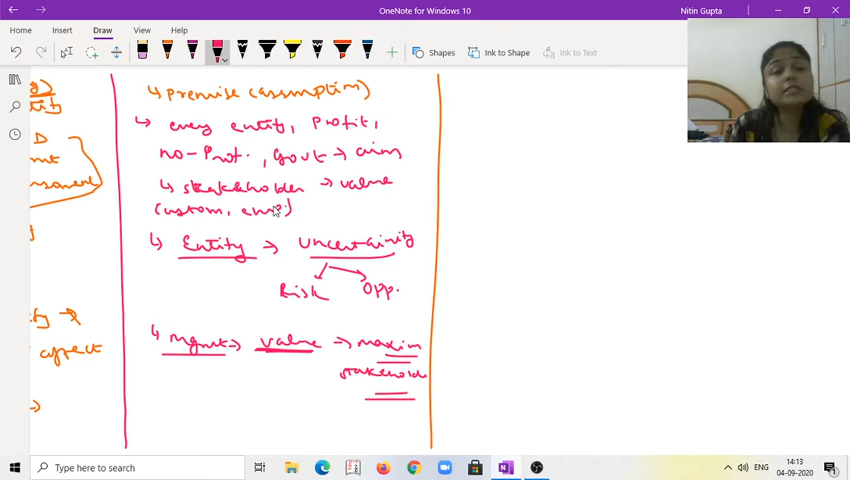 OneNote for Windows 10
Nitin Gupta
Home Insert Draw View Help
Shapes Ink to Shape Ink to Text
↳ Premise (assumption)
↳ every entity, Profit,
no-Prof., Govt → aim
↳ stakeholder → value
(custom, emp)
↳ Entity → uncertainity
Risk Opp.
↳ Mgmt → value → maxim
stakehold
D
affect
Type here to search
ENG
14:13
04-09-2020